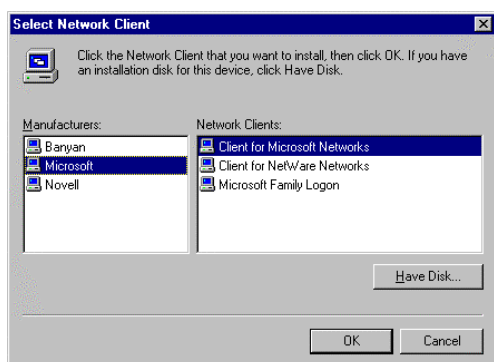 Select Network Client
Click the Network Client that you want to install, then click OK. If you have
an installation disk for this device, click Have Disk.
Manufacturers:
Banyan
Microsoft
Novell
Network Clients:
Client for Microsoft Networks
Client for NetWare Networks
Microsoft Family Logon
Have Disk...
OK
Cancel